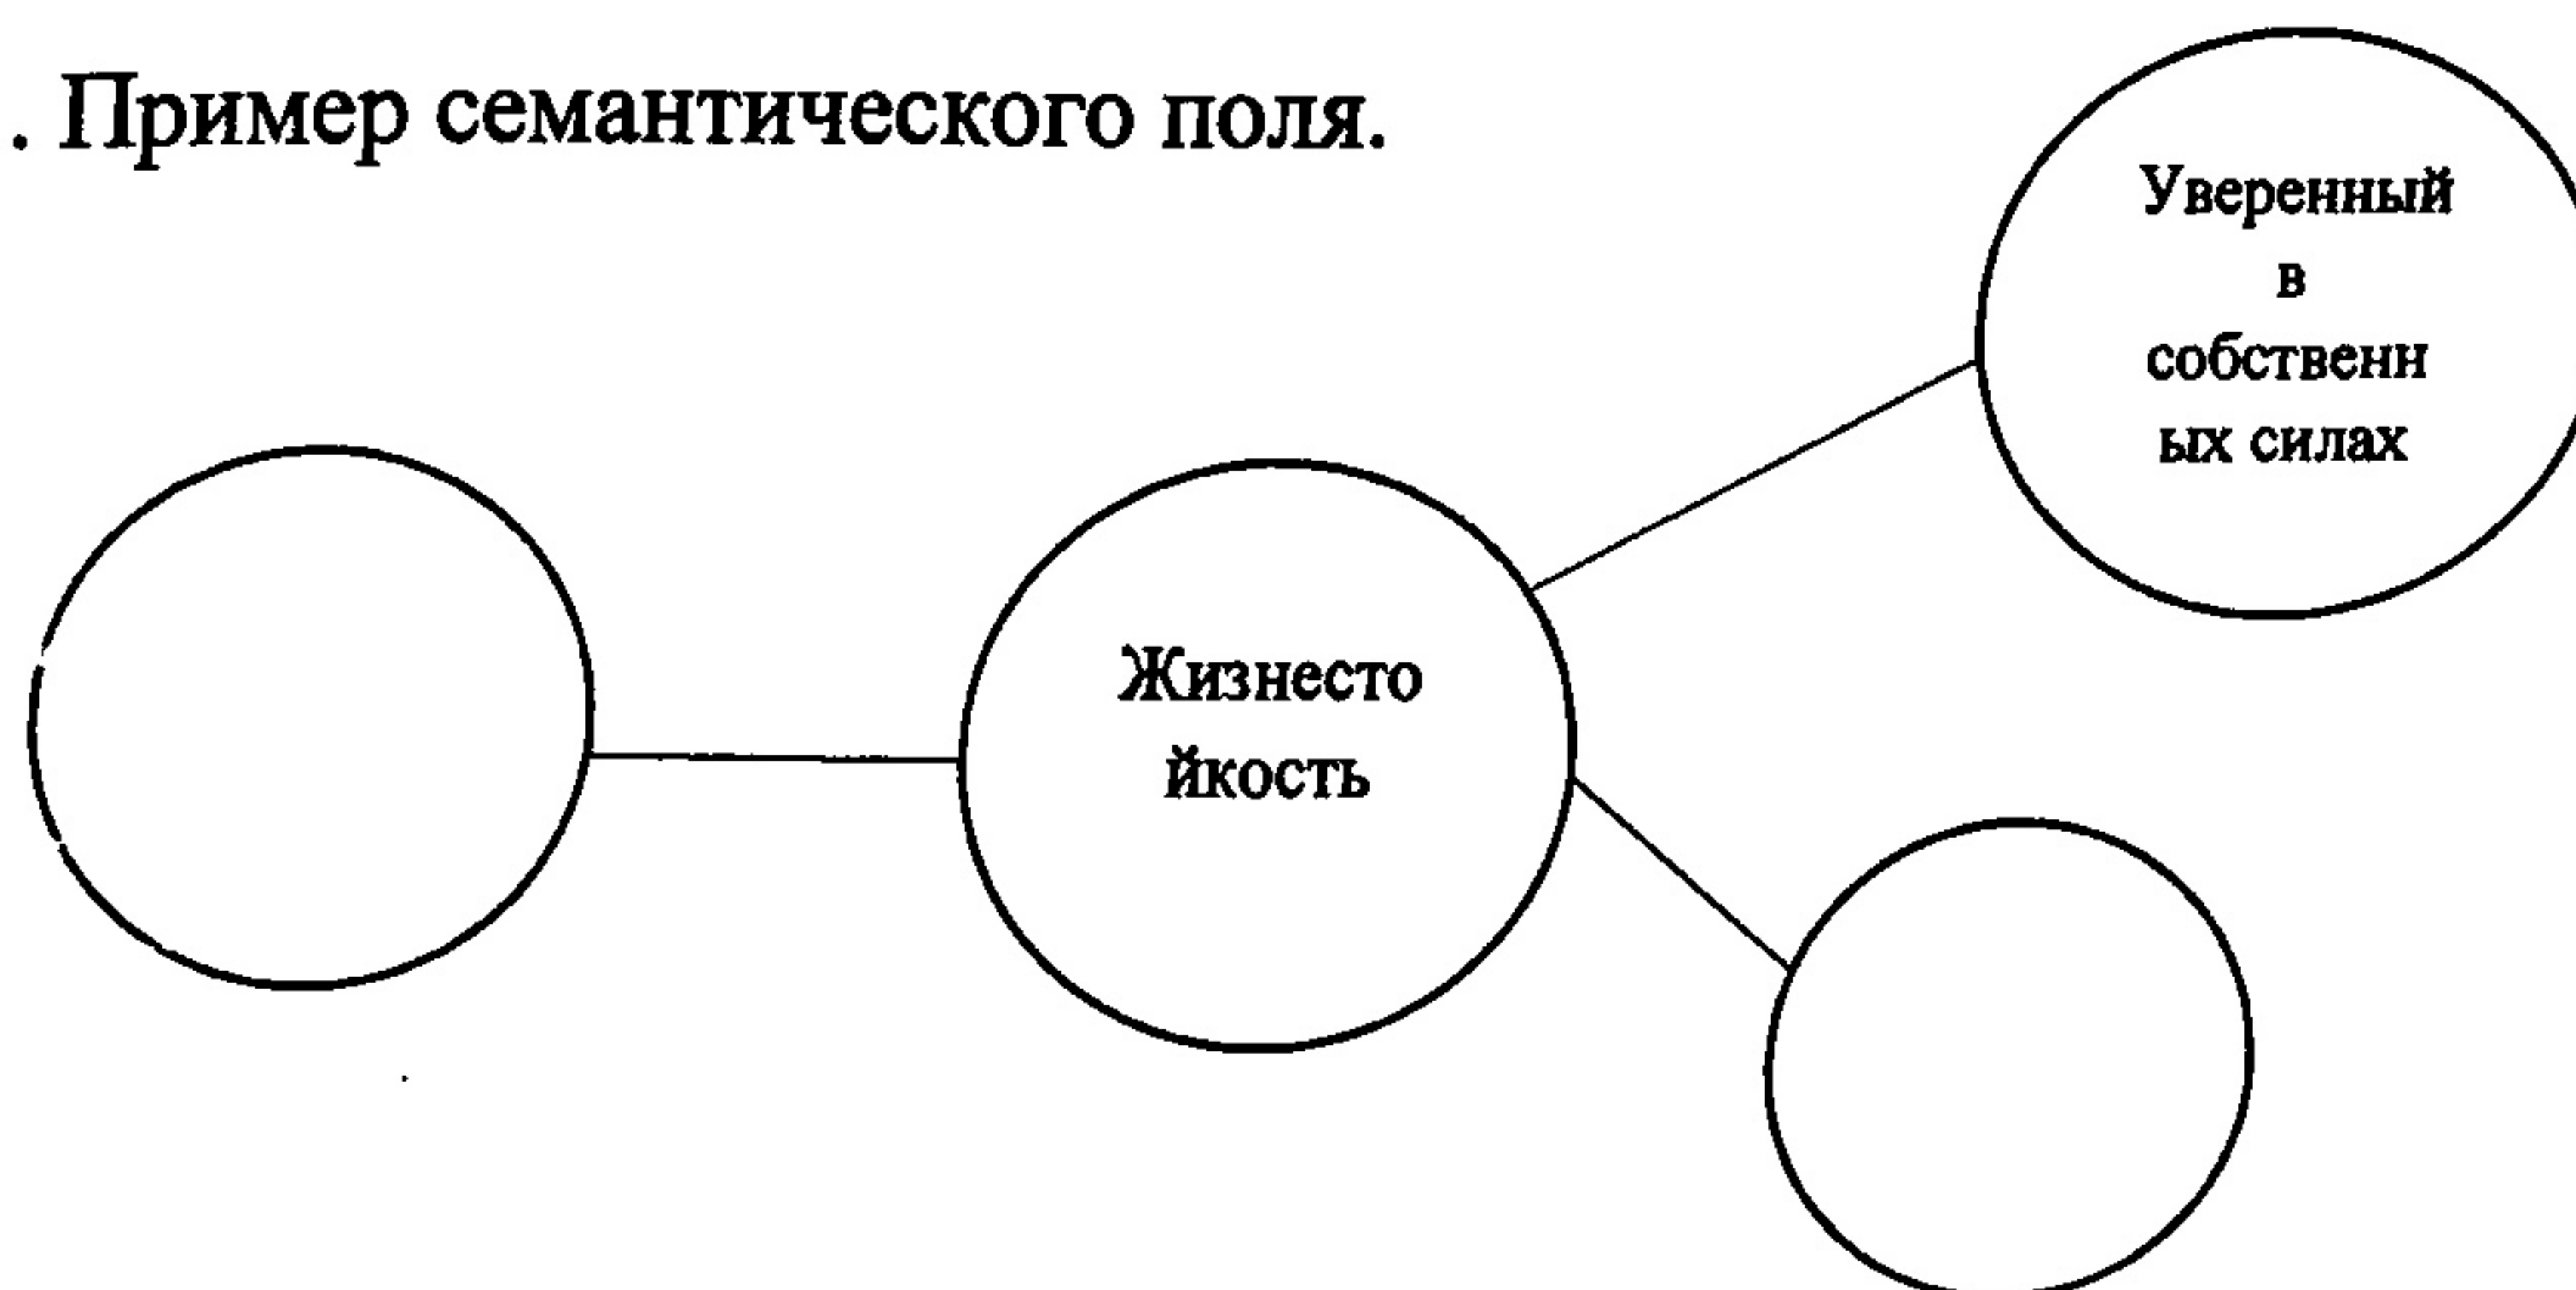 . Пример семантического поля.
Уверенный
в
собственн
ых силах
Жизнесто
йкость